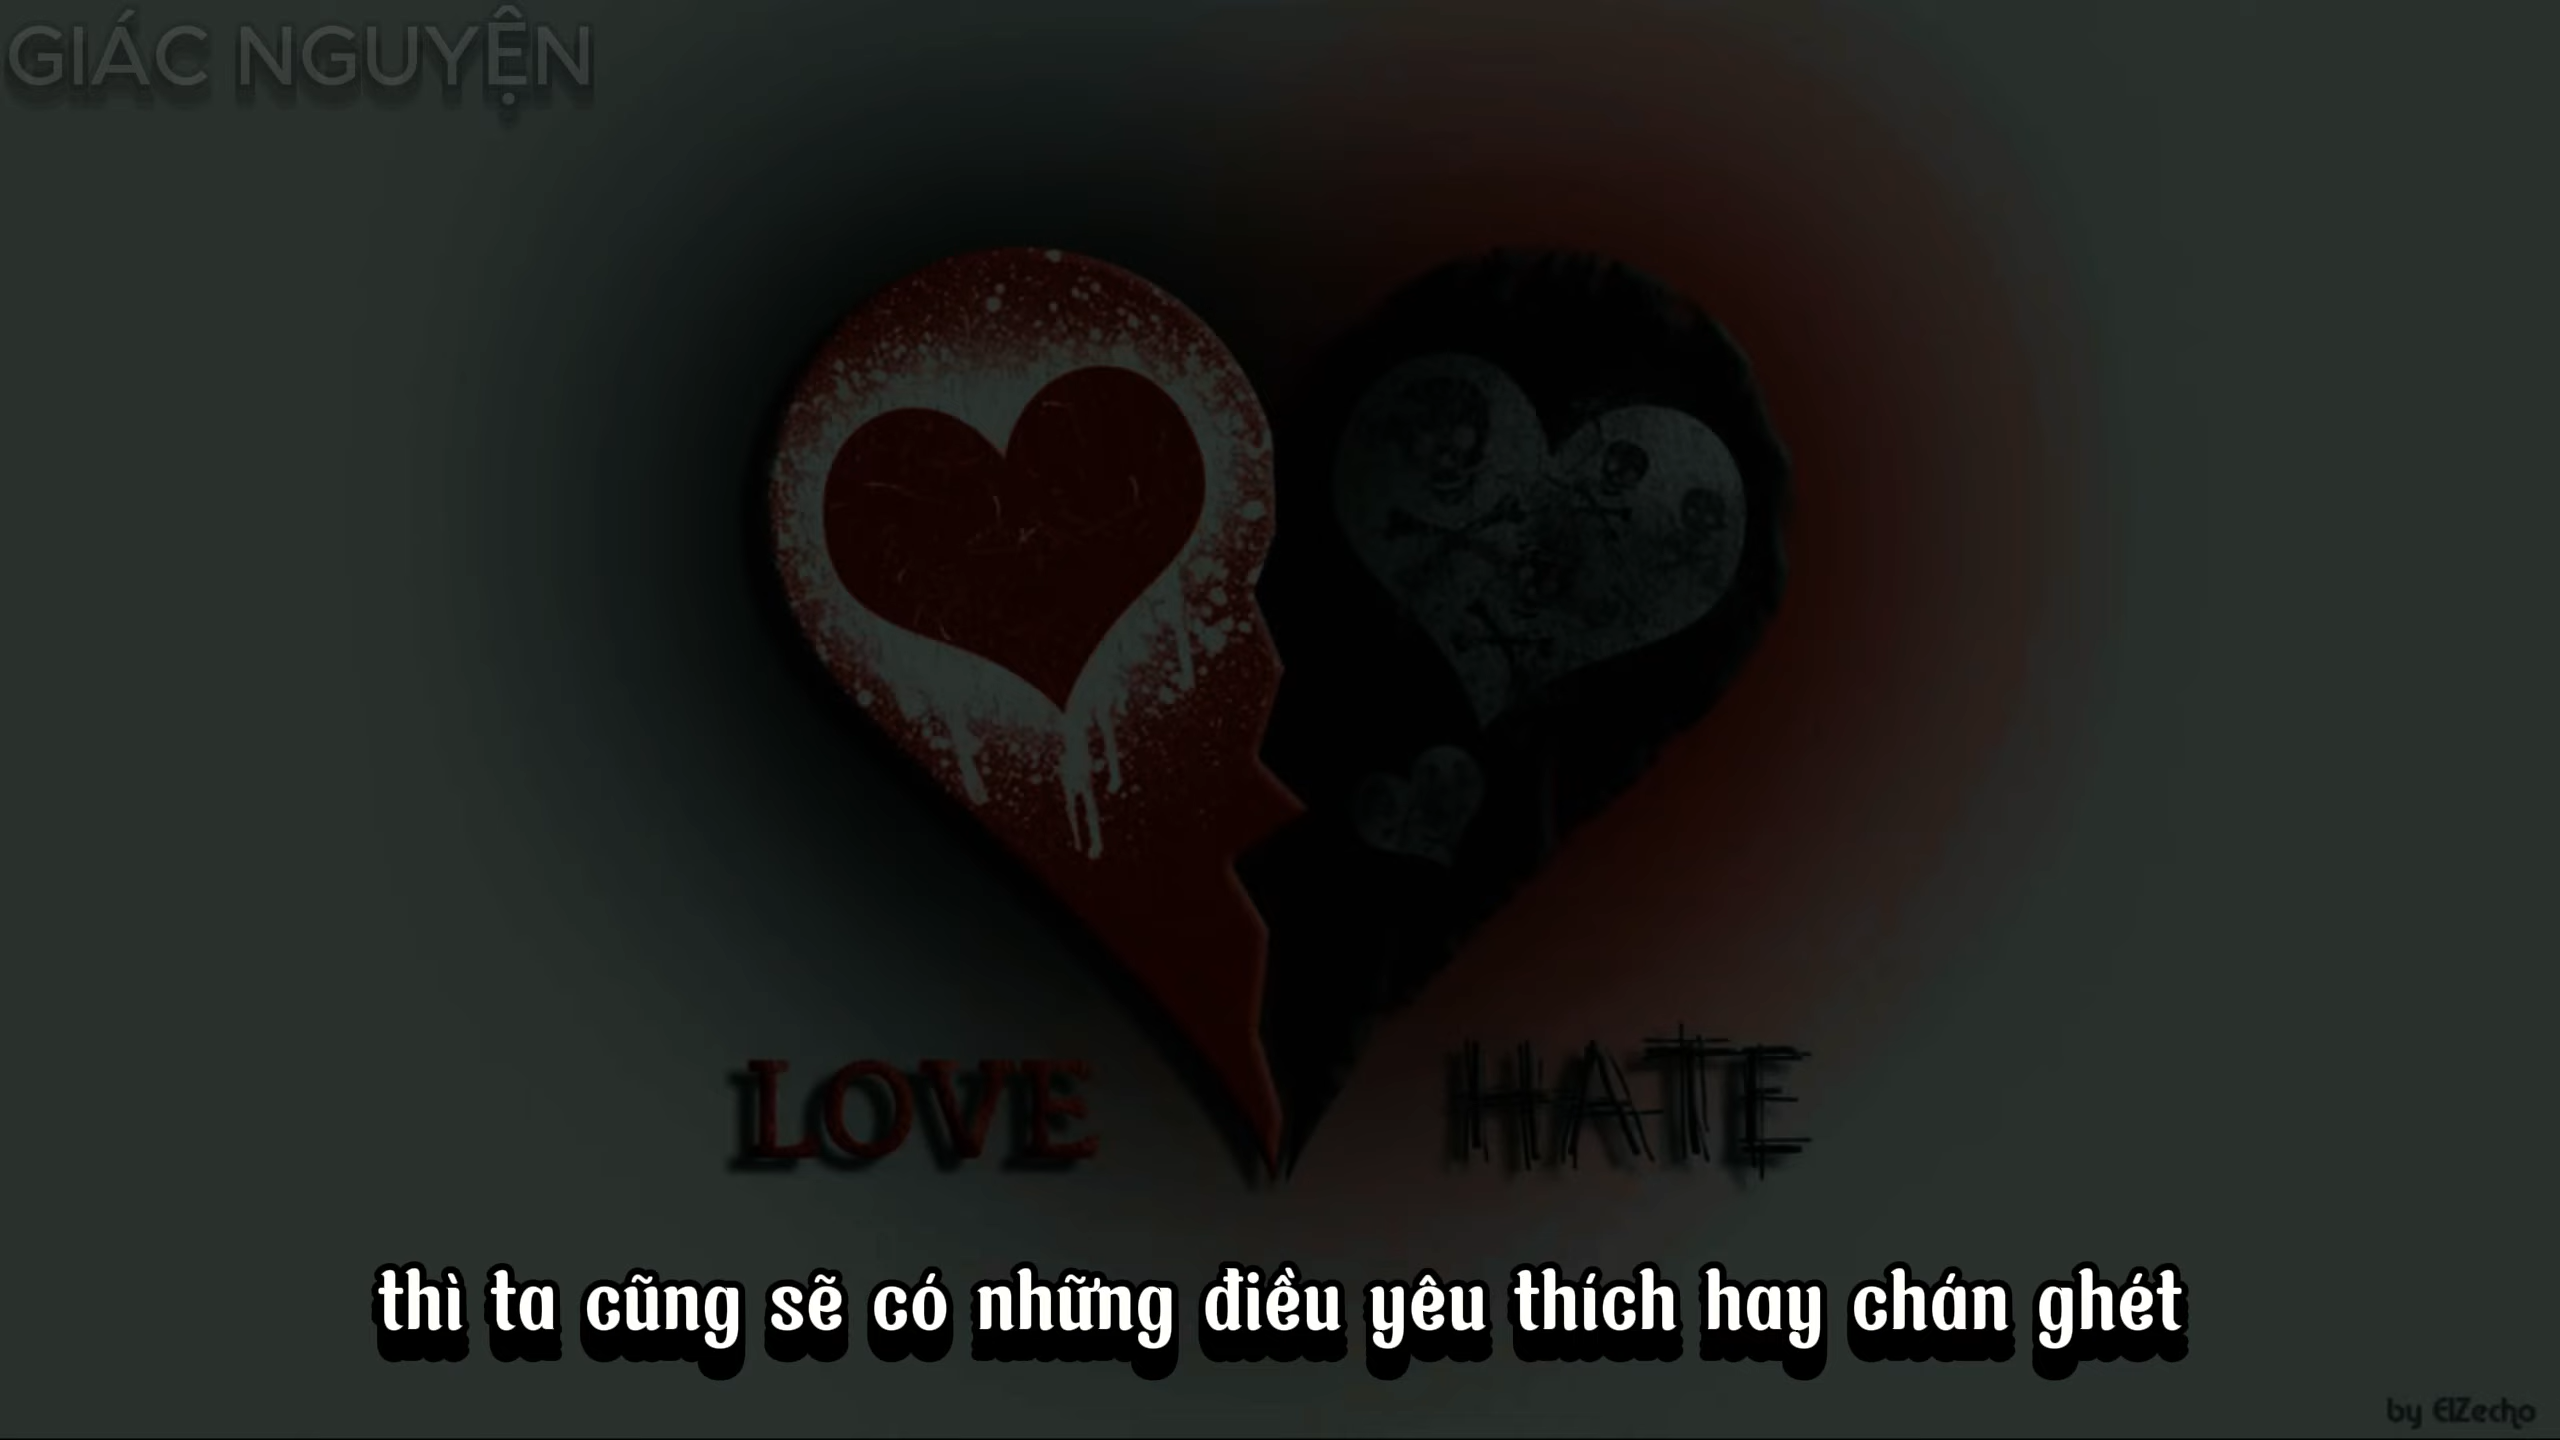 GIÁC NGUYỆN
LOVE
HATE
thì ta cũng sẽ có những điều yêu thích hay chán ghét
by ElZecho